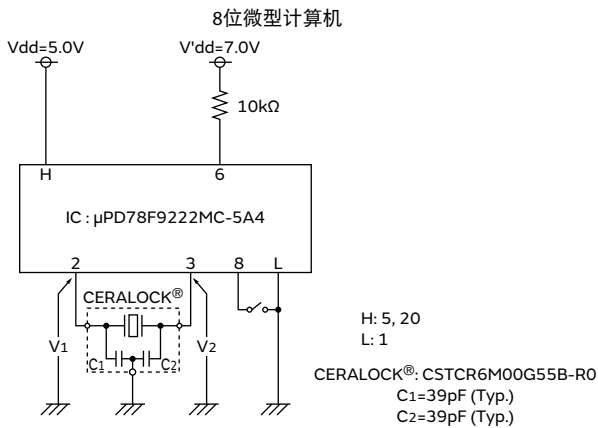 8位微型计算机
Vdd=5.0V
V'dd=7.0V
10kΩ
H
6
IC : μPD78F9222MC-5A4
2
3
8
L
CERALOCK®
V1
C1
C2
V2
H: 5, 20
L: 1
CERALOCK®: CSTCR6M00G55B-R0
C1=39pF (Typ.)
C2=39pF (Typ.)